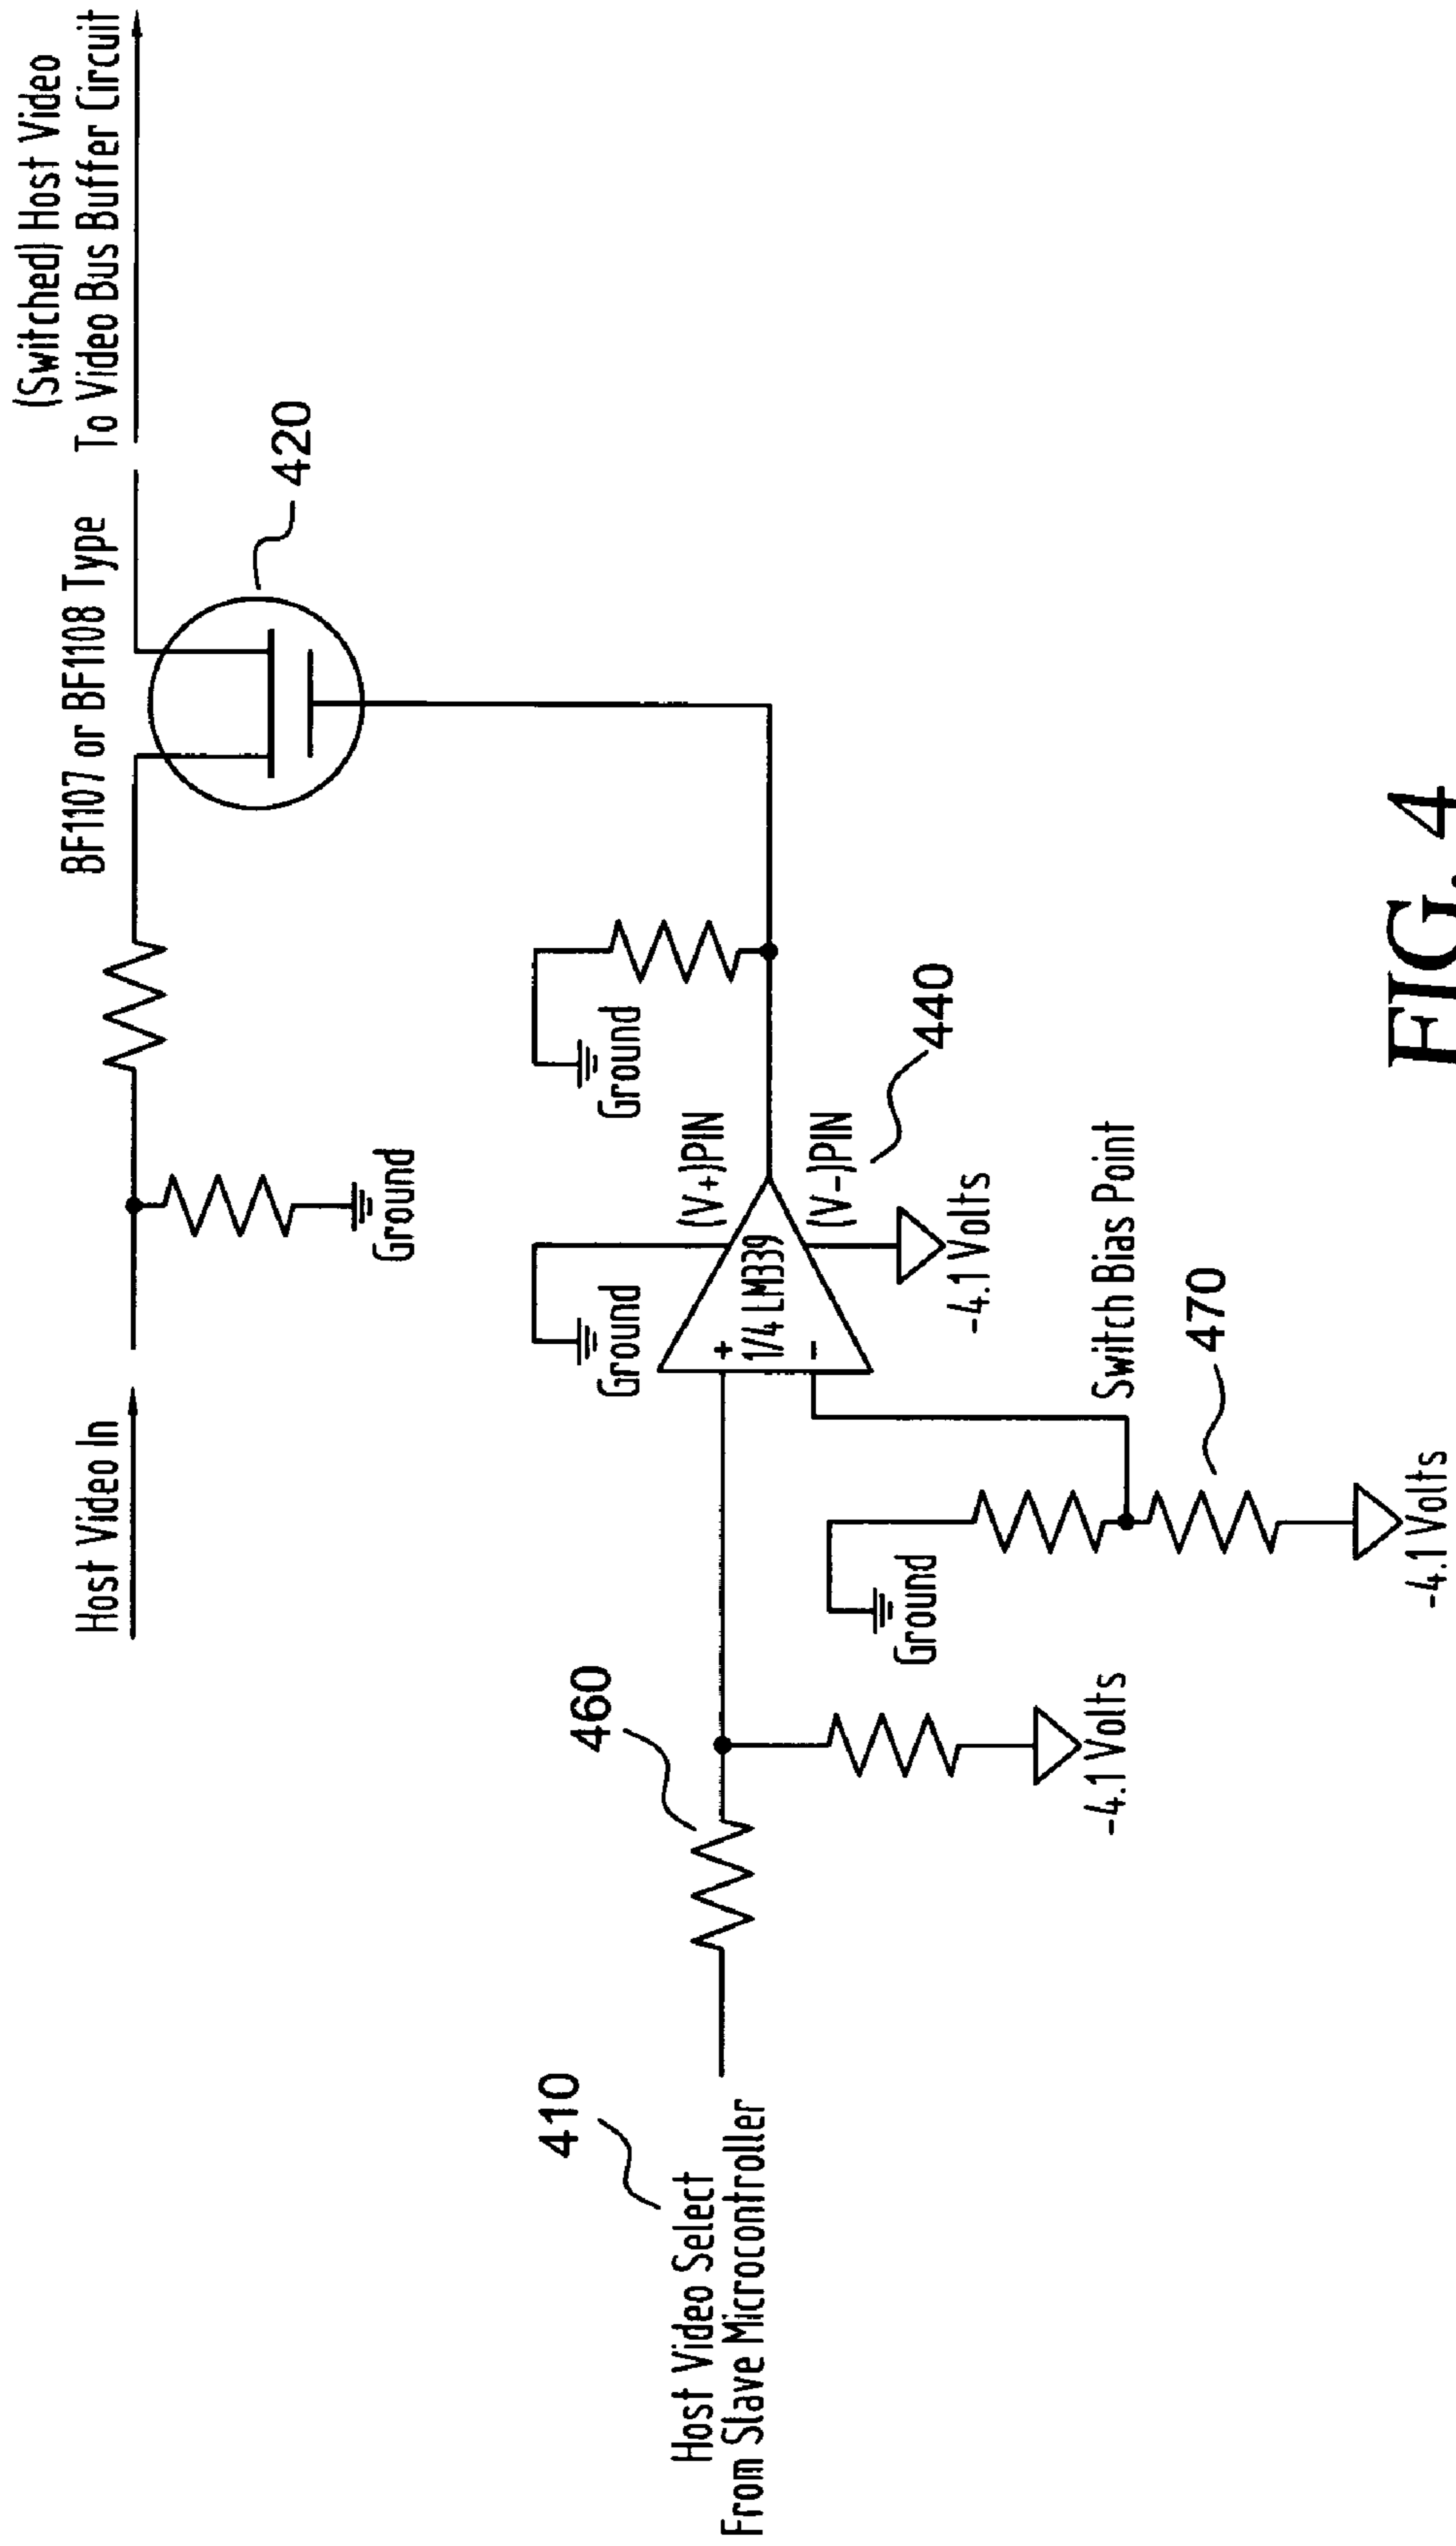 (Switched) Host Video
To Video Bus Buffer Circuit
BF1107 or BF1108 Type
420
Host Video In
Ground
Ground
(V+)PIN
Ground
+
1/4 LM339
-
(V-)PIN
440
-4.1 Volts
Switch Bias Point
470
Ground
-4.1 Volts
460
-4.1 Volts
410
Host Video Select
From Slave Microcontroller
FIG. 4